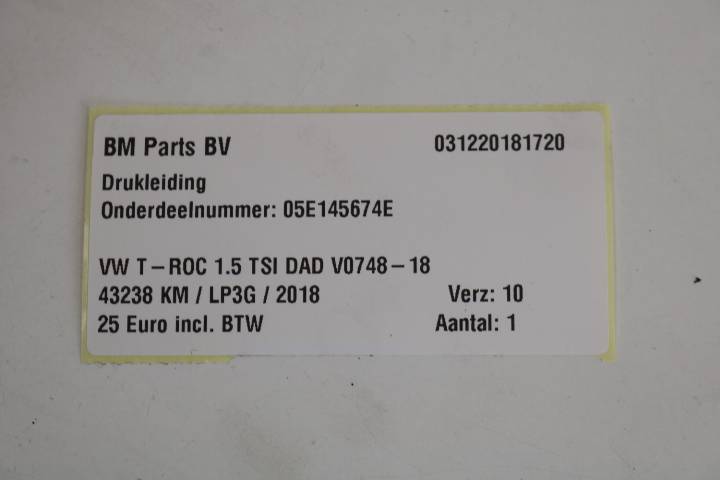 BM Parts BV 031220181720
Drukleiding
Onderdeelnummer: 05E145674E
VW T-ROC 1.5 TSI DAD V0748-18
43238 KM / LP3G / 2018 Verz: 10
25 Euro incl. BTW Aantal: 1